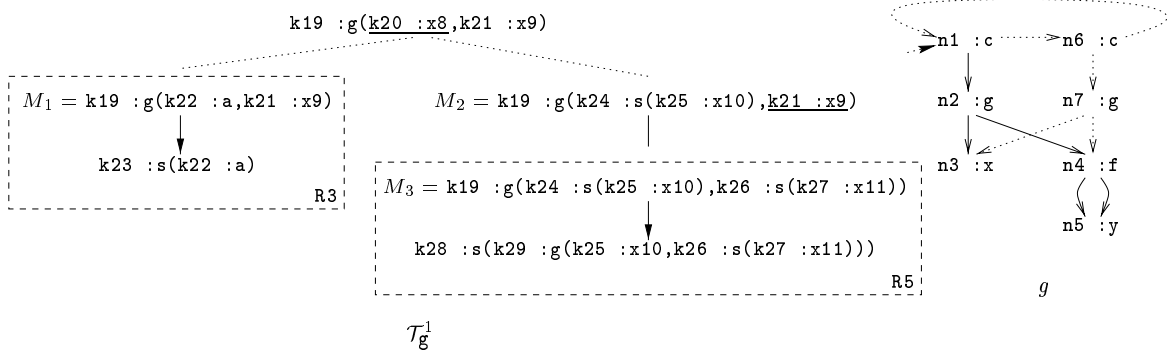 k19 :g(k20 :x8,k21 :x9)
M₁ = k19 :g(k22 :a,k21 :x9)
k23 :s(k22 :a)
R3
M₂ = k19 :g(k24 :s(k25 :x10),k21 :x9)
M₃ = k19 :g(k24 :s(k25 :x10),k26 :s(k27 :x11))
k28 :s(k29 :g(k25 :x10,k26 :s(k27 :x11)))
R5
𝒯¹g
n1 :c n6 :c
n2 :g n7 :g
n3 :x n4 :f
n5 :y
g